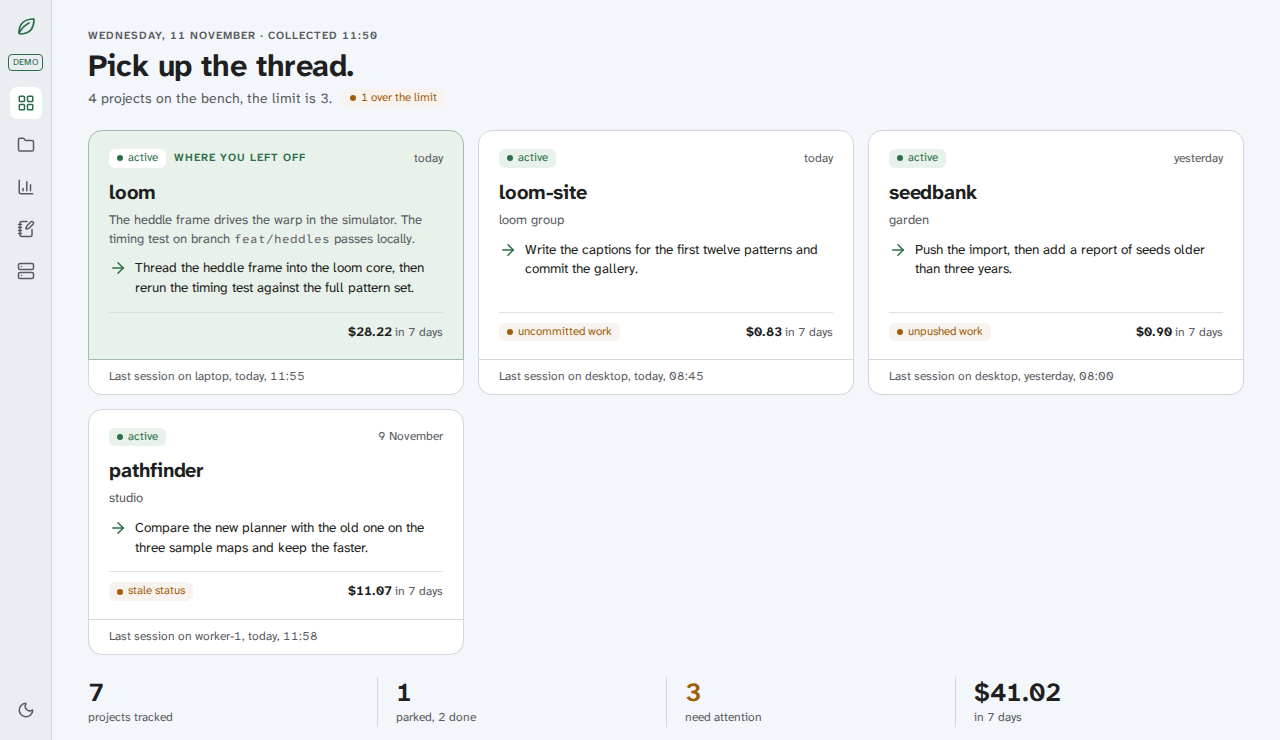 DEMO
WEDNESDAY, 11 NOVEMBER · COLLECTED 11:50
Pick up the thread.
4 projects on the bench, the limit is 3. 1 over the limit
active WHERE YOU LEFT OFF today
loom
The heddle frame drives the warp in the simulator. The
timing test on branch feat/heddles passes locally.
Thread the heddle frame into the loom core, then
rerun the timing test against the full pattern set.
$28.22 in 7 days
Last session on laptop, today, 11:55
active today
loom-site
loom group
Write the captions for the first twelve patterns and
commit the gallery.
uncommitted work $0.83 in 7 days
Last session on desktop, today, 08:45
active yesterday
seedbank
garden
Push the import, then add a report of seeds older
than three years.
unpushed work $0.90 in 7 days
Last session on desktop, yesterday, 08:00
active 9 November
pathfinder
studio
Compare the new planner with the old one on the
three sample maps and keep the faster.
stale status $11.07 in 7 days
Last session on worker-1, today, 11:58
7
projects tracked
1
parked, 2 done
3
need attention
$41.02
in 7 days